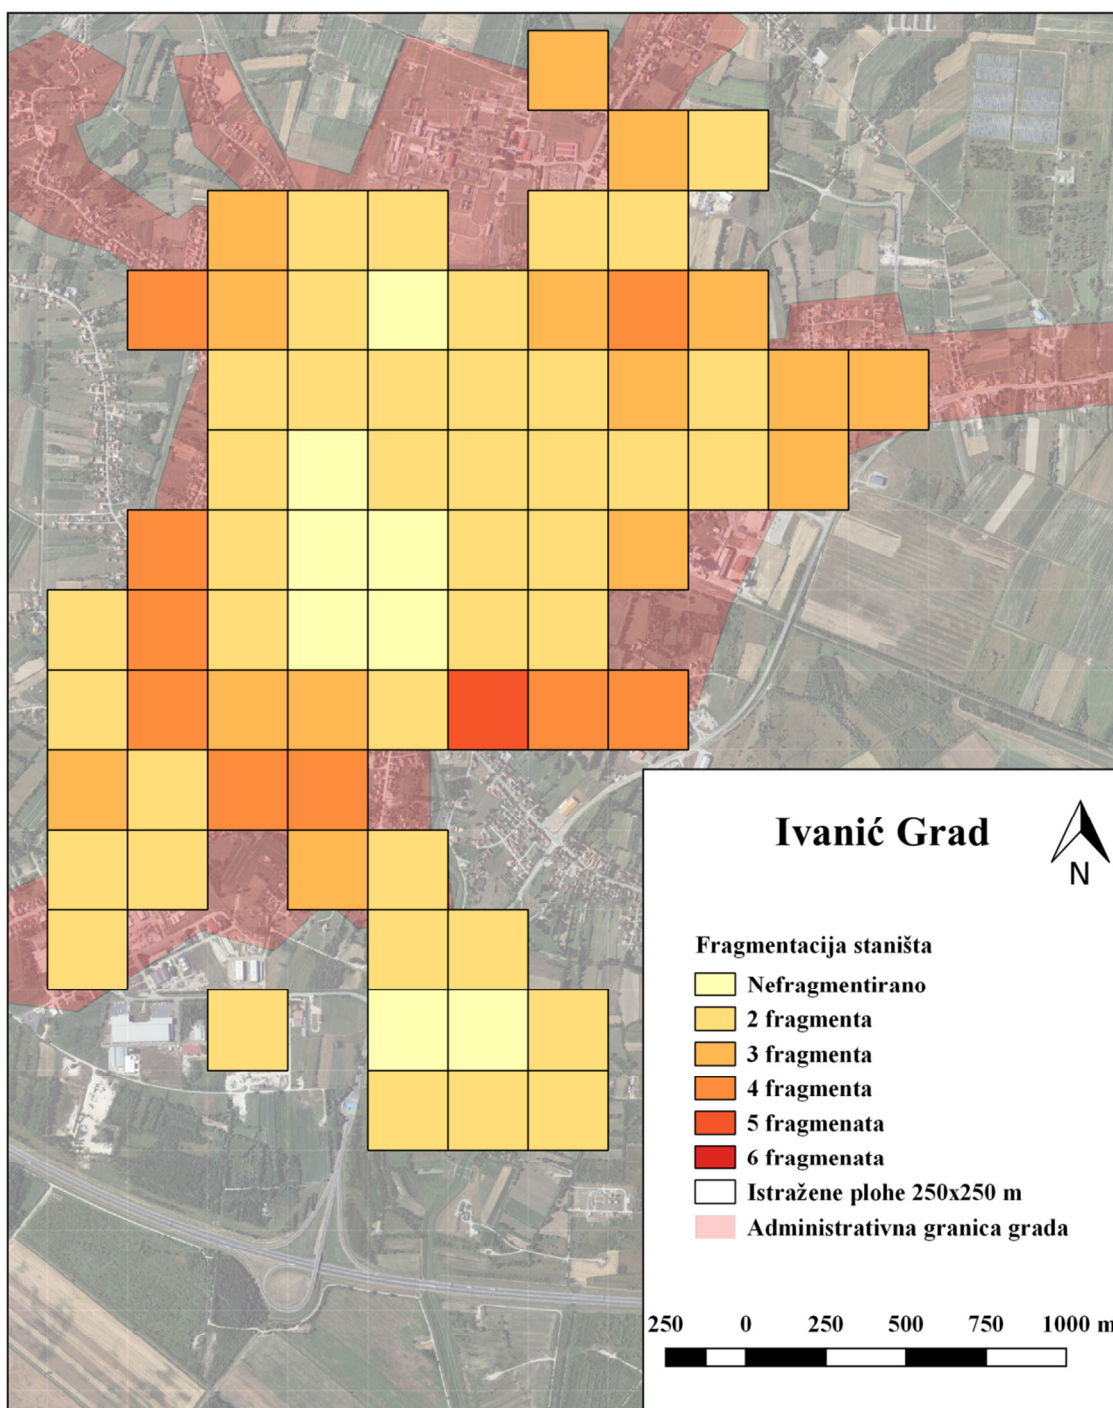 Ivanić Grad
N
Fragmentacija staništa
Nefragmentirano
2 fragmenta
3 fragmenta
4 fragmenta
5 fragmenata
6 fragmenata
Istražene plohe 250x250 m
Administrativna granica grada
250 0 250 500 750 1000 m